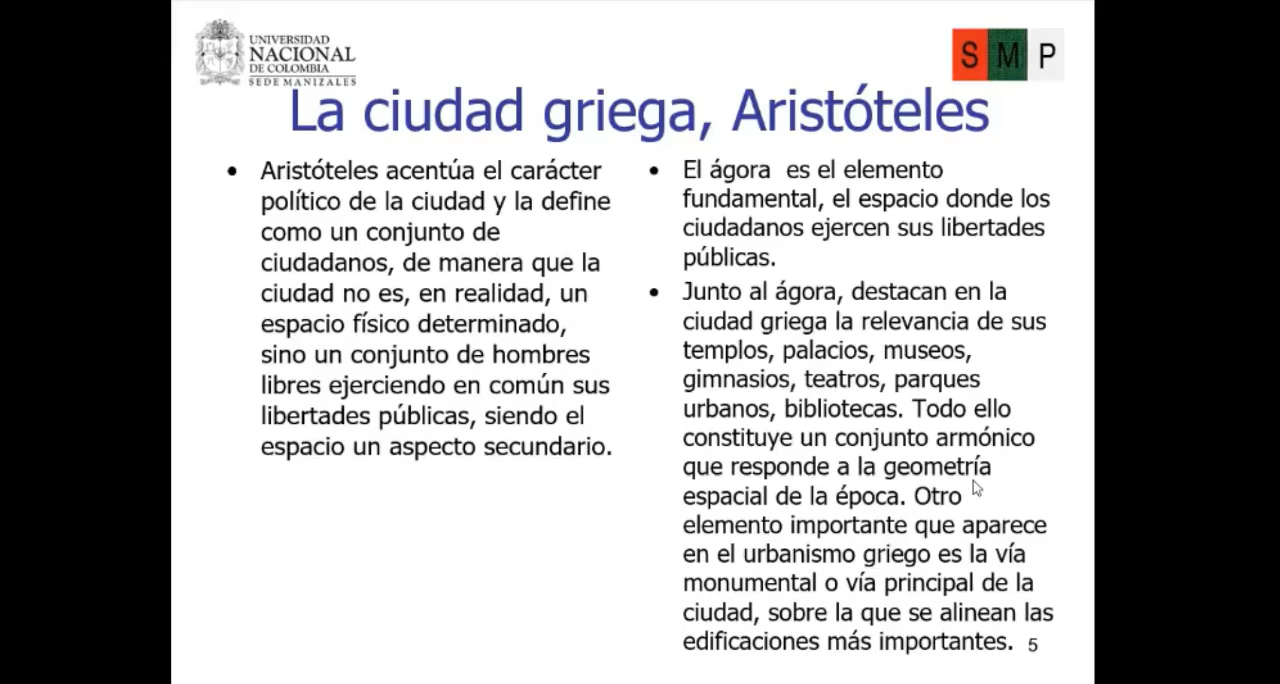 UNIVERSIDAD
NACIONAL
DE COLOMBIA
SEDE MANIZALES
S M P
La ciudad griega, Aristóteles
• Aristóteles acentúa el carácter
político de la ciudad y la define
como un conjunto de
ciudadanos, de manera que la
ciudad no es, en realidad, un
espacio físico determinado,
sino un conjunto de hombres
libres ejerciendo en común sus
libertades públicas, siendo el
espacio un aspecto secundario.
• El ágora es el elemento
fundamental, el espacio donde los
ciudadanos ejercen sus libertades
públicas.
• Junto al ágora, destacan en la
ciudad griega la relevancia de sus
templos, palacios, museos,
gimnasios, teatros, parques
urbanos, bibliotecas. Todo ello
constituye un conjunto armónico
que responde a la geometría
espacial de la época. Otro
elemento importante que aparece
en el urbanismo griego es la vía
monumental o vía principal de la
ciudad, sobre la que se alinean las
edificaciones más importantes.
5